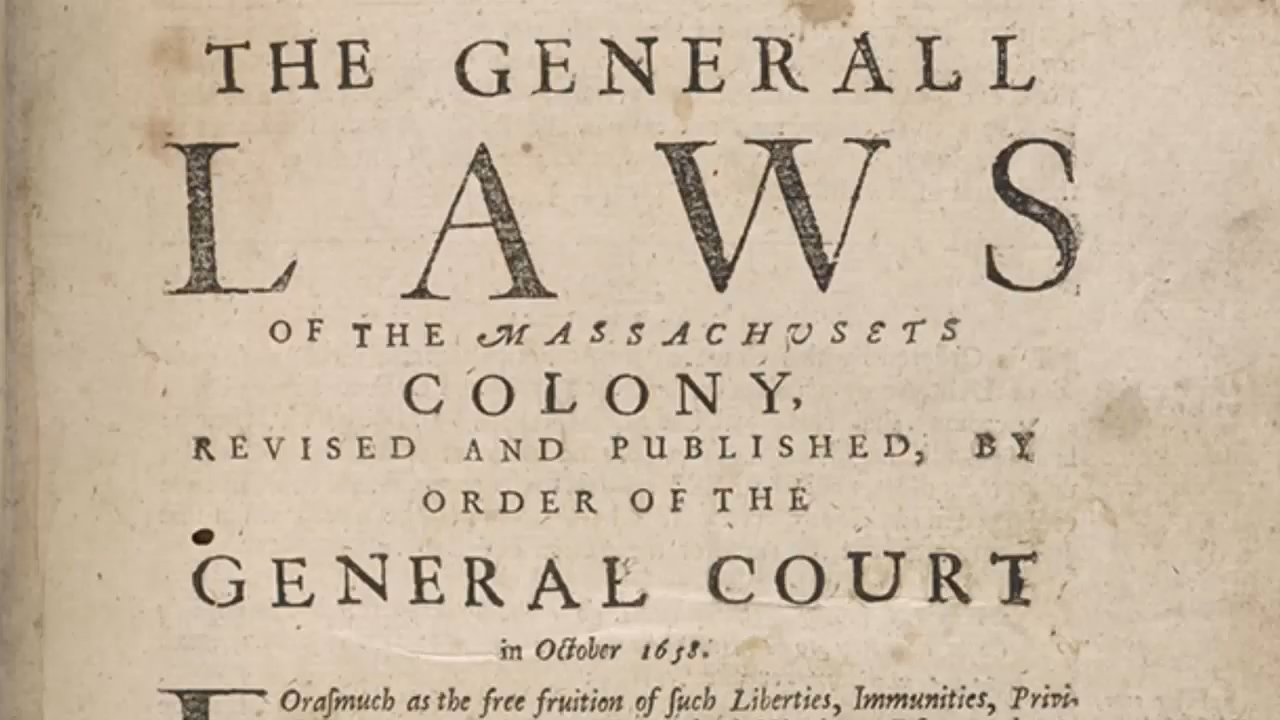 THE GENERALL
LAWS
OF THE MASSACHUSETS
COLONY,
REVISED AND PUBLISHED, BY
ORDER OF THE
GENERAL COURT
in October 1658.
Oraſmuch as the free fruition of ſuch Liberties, Immunities, Privi-